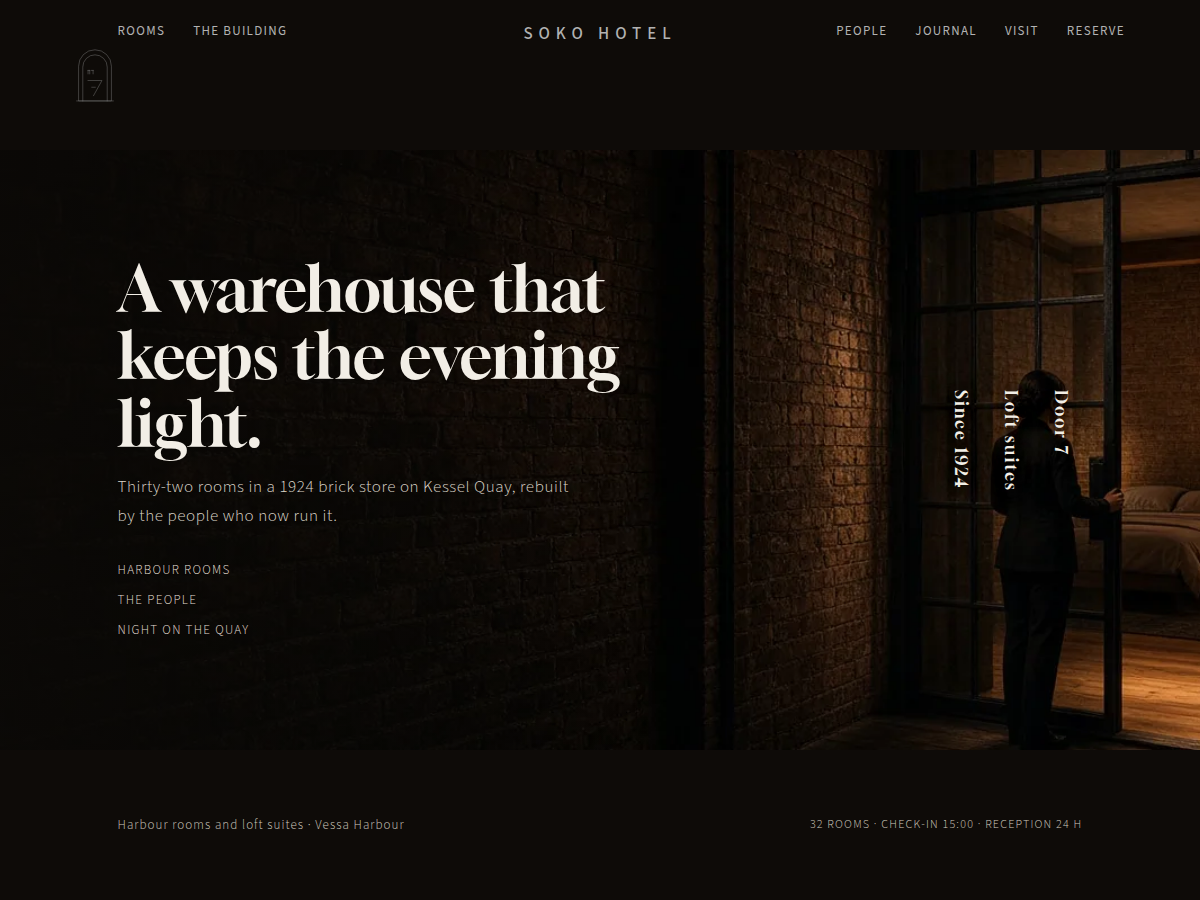 ROOMS
THE BUILDING
SOKO HOTEL
PEOPLE
JOURNAL
VISIT
RESERVE
7
A warehouse that
keeps the evening
light.
Thirty-two rooms in a 1924 brick store on Kessel Quay, rebuilt
by the people who now run it.
HARBOUR ROOMS
THE PEOPLE
NIGHT ON THE QUAY
Door 7
Loft suites
Since 1924
Harbour rooms and loft suites · Vessa Harbour
32 ROOMS · CHECK-IN 15:00 · RECEPTION 24 H